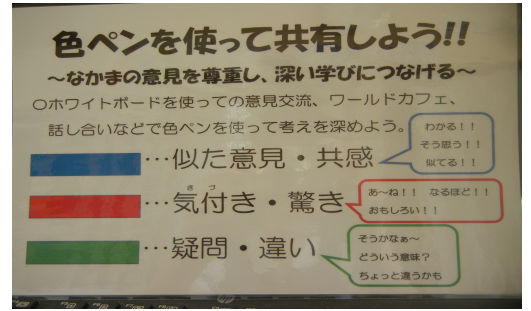 色ペンを使って共有しよう!!
～なかまの意見を尊重し、深い学びにつなげる～
○ホワイトボードを使っての意見交流、ワールドカフェ、
話し合いなどで色ペンを使って考えを深めよう。
…似た意見・共感
わかる！！
そう思う！！
似てる！！
…気付き・驚き
きづ
あ～ね！！ なるほど！！
おもしろい！！
…疑問・違い
そうかなぁ～
どういう意味？
ちょっと違うかも